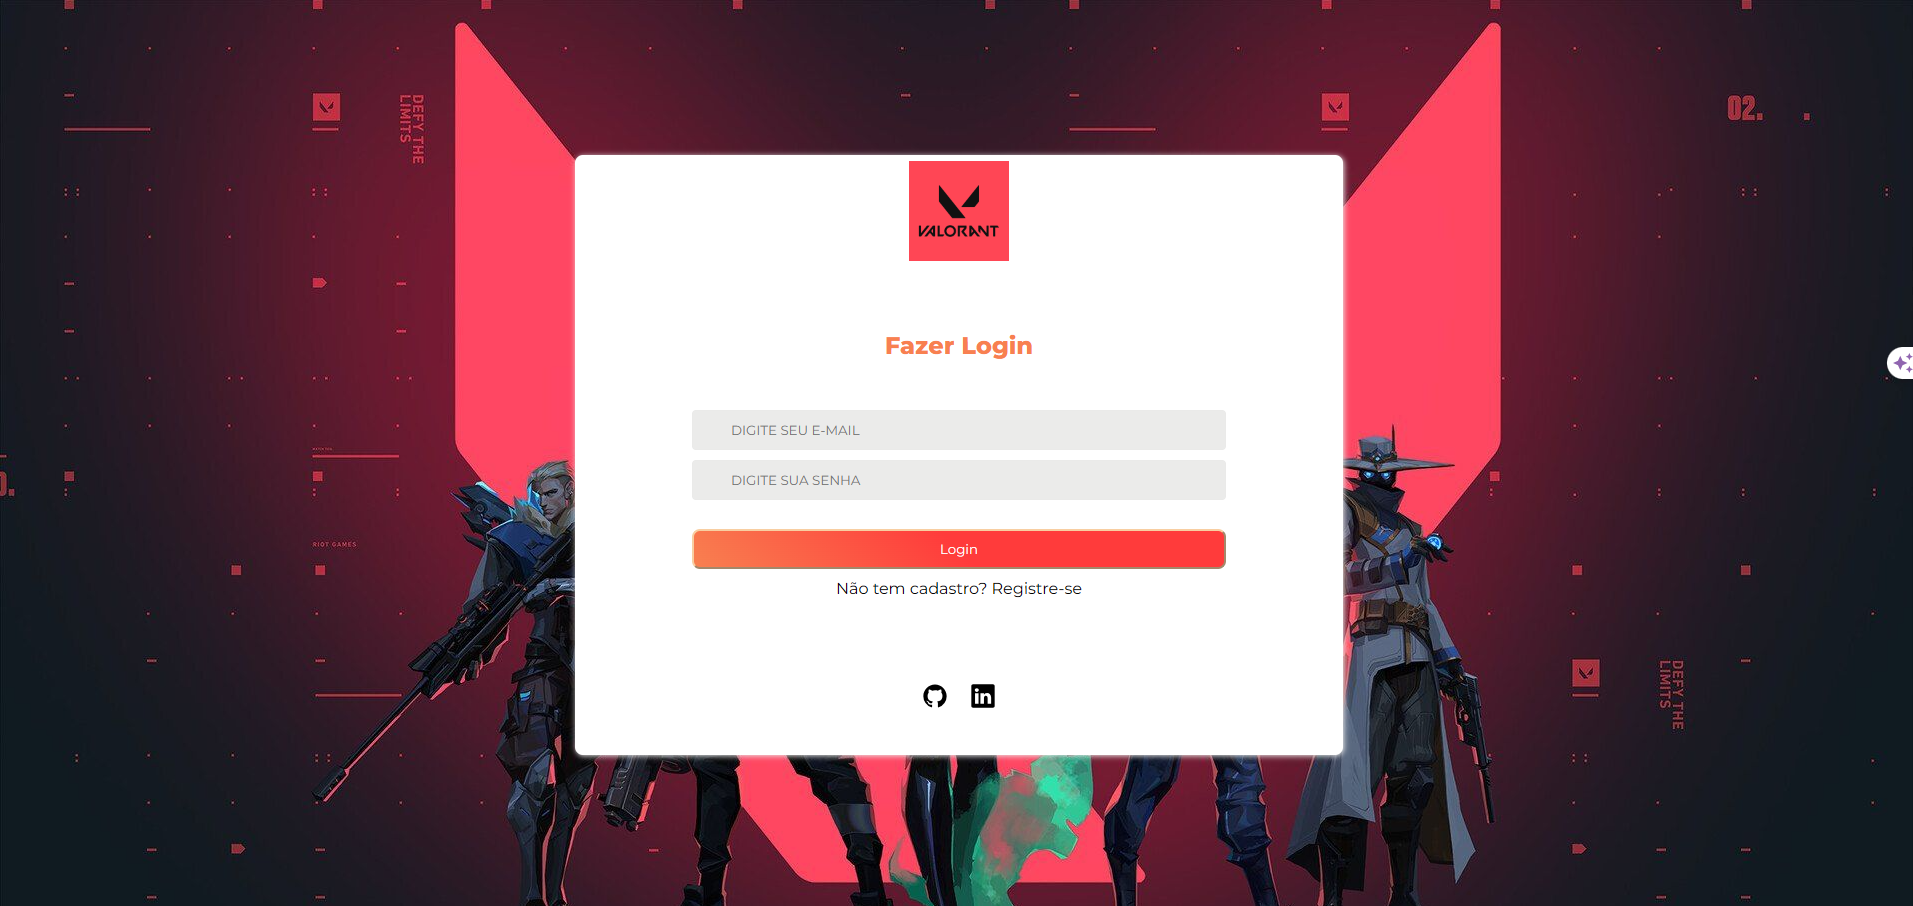 DEFY THE
LIMITS
02.
VALORANT
Fazer Login
DIGITE SEU E-MAIL
DIGITE SUA SENHA
Login
Não tem cadastro? Registre-se
RIOT GAMES
in
DEFY THE
LIMITS